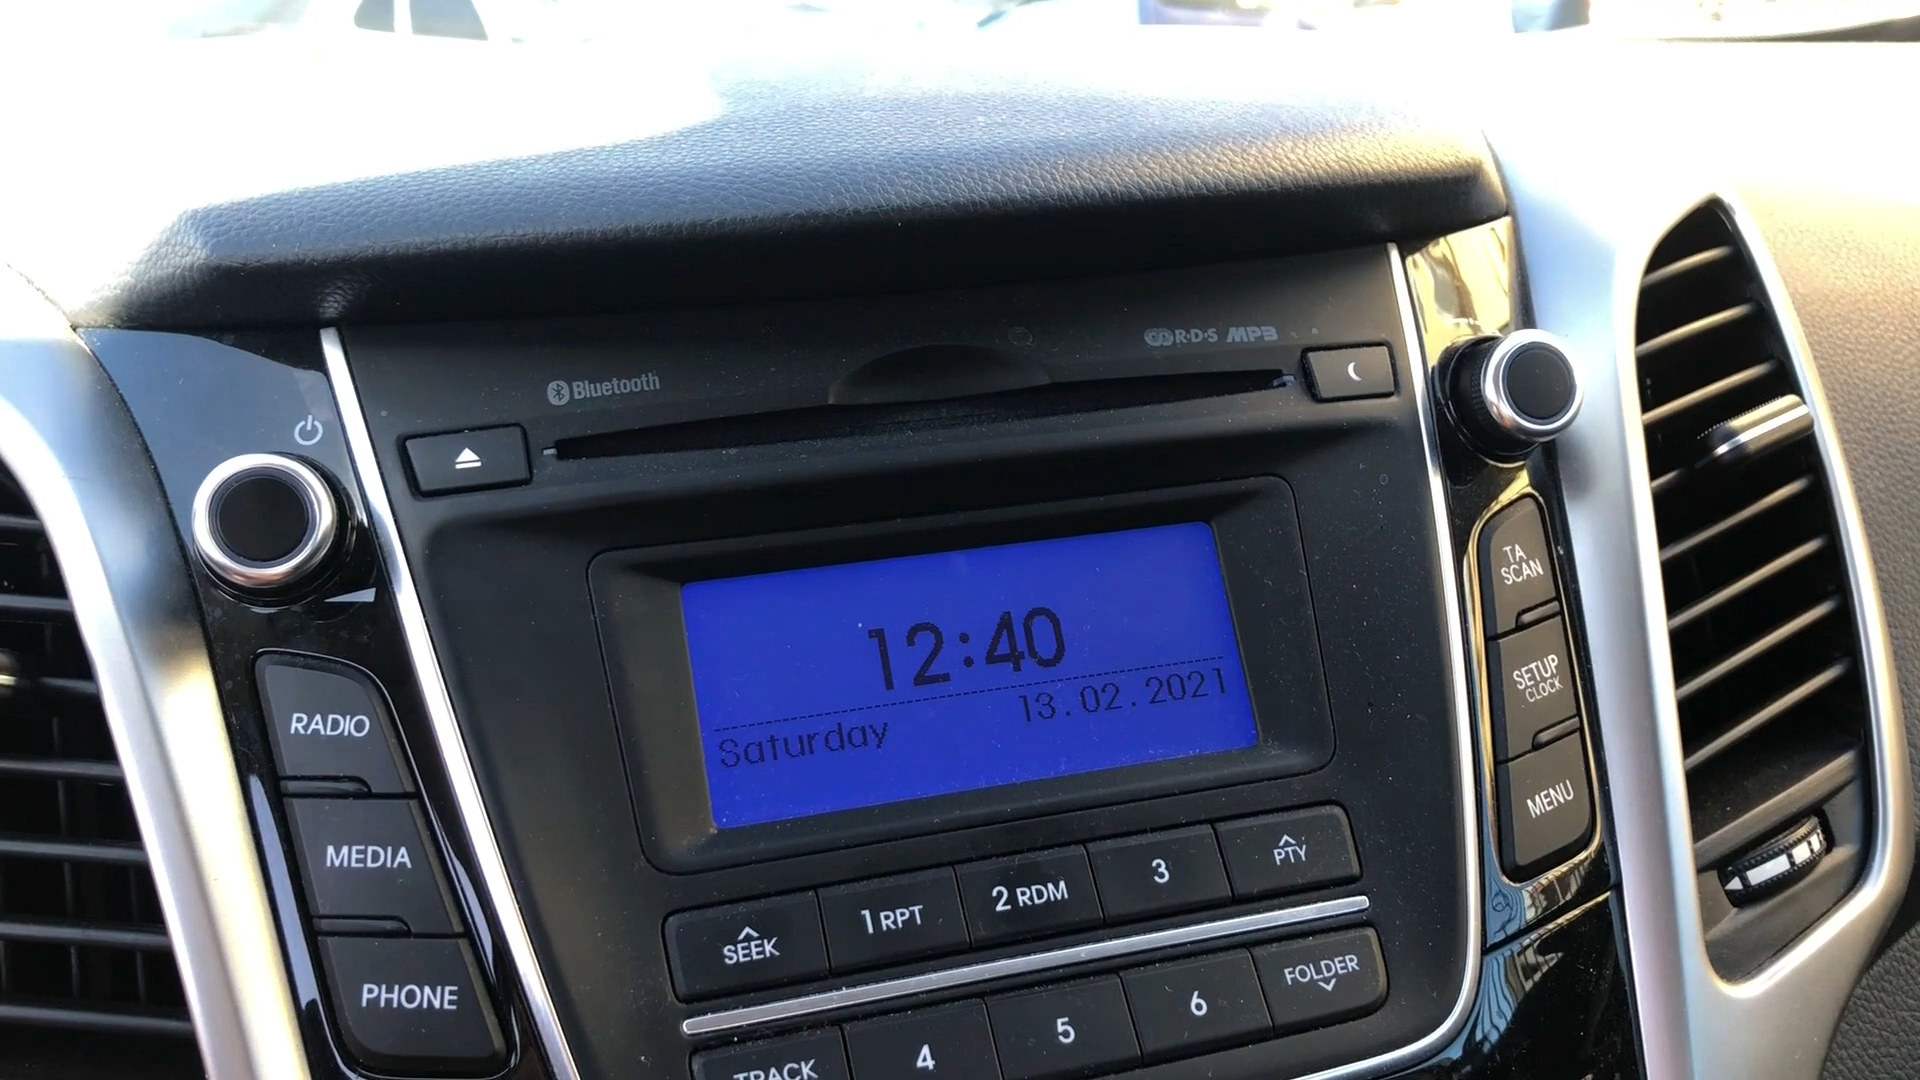 Bluetooth
R·D·S MP3
12:40
Saturday 13.02.2021
RADIO
MEDIA
PHONE
TA
SCAN
SETUP
CLOCK
MENU
SEEK 1 RPT 2 RDM 3 PTY
TRACK 4 5 6 FOLDER